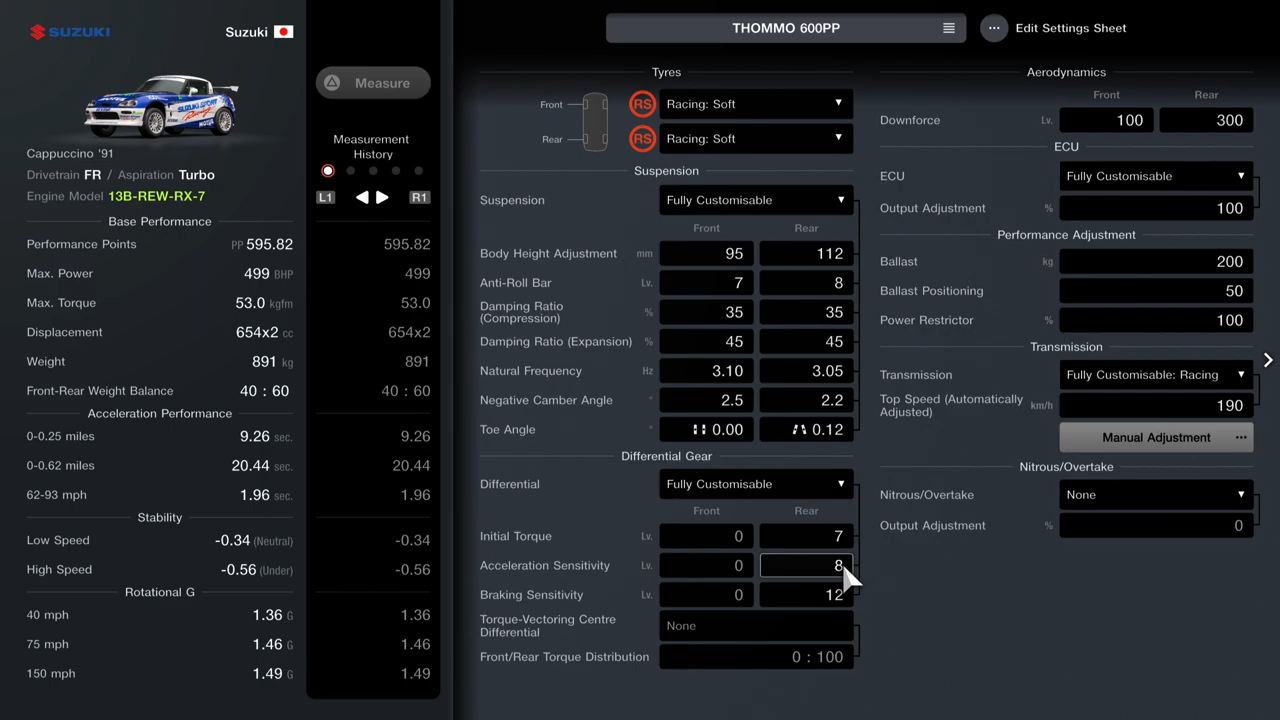 SUZUKI
Suzuki
Cappuccino '91
Drivetrain FR / Aspiration Turbo
Engine Model 13B-REW-RX-7
Base Performance
Performance Points PP 595.82
Max. Power 499 BHP
Max. Torque 53.0 kgfm
Displacement 654x2 cc
Weight 891 kg
Front-Rear Weight Balance 40 : 60
Acceleration Performance
0-0.25 miles 9.26 sec.
0-0.62 miles 20.44 sec.
62-93 mph 1.96 sec.
Stability
Low Speed -0.34 (Neutral)
High Speed -0.56 (Under)
Rotational G
40 mph 1.36 G
75 mph 1.46 G
150 mph 1.49 G
Measure
Measurement
History
L1 R1
595.82
499
53.0
654x2
891
40 : 60
9.26
20.44
1.96
-0.34
-0.56
1.36
1.46
1.49
THOMMO 600PP
Edit Settings Sheet
Tyres
Front RS Racing: Soft
Rear RS Racing: Soft
Suspension
Suspension Fully Customisable
Front Rear
Body Height Adjustment mm 95 112
Anti-Roll Bar Lv. 7 8
Damping Ratio
(Compression) % 35 35
Damping Ratio (Expansion) % 45 45
Natural Frequency Hz 3.10 3.05
Negative Camber Angle ° 2.5 2.2
Toe Angle ° 0.00 0.12
Differential Gear
Differential Fully Customisable
Front Rear
Initial Torque Lv. 0 7
Acceleration Sensitivity Lv. 0 8
Braking Sensitivity Lv. 0 12
Torque-Vectoring Centre
Differential None
Front/Rear Torque Distribution 0 : 100
Aerodynamics
Front Rear
Downforce Lv. 100 300
ECU
ECU Fully Customisable
Output Adjustment % 100
Performance Adjustment
Ballast kg 200
Ballast Positioning 50
Power Restrictor % 100
Transmission
Transmission Fully Customisable: Racing
Top Speed (Automatically
Adjusted) km/h 190
Manual Adjustment
Nitrous/Overtake
Nitrous/Overtake None
Output Adjustment % 0